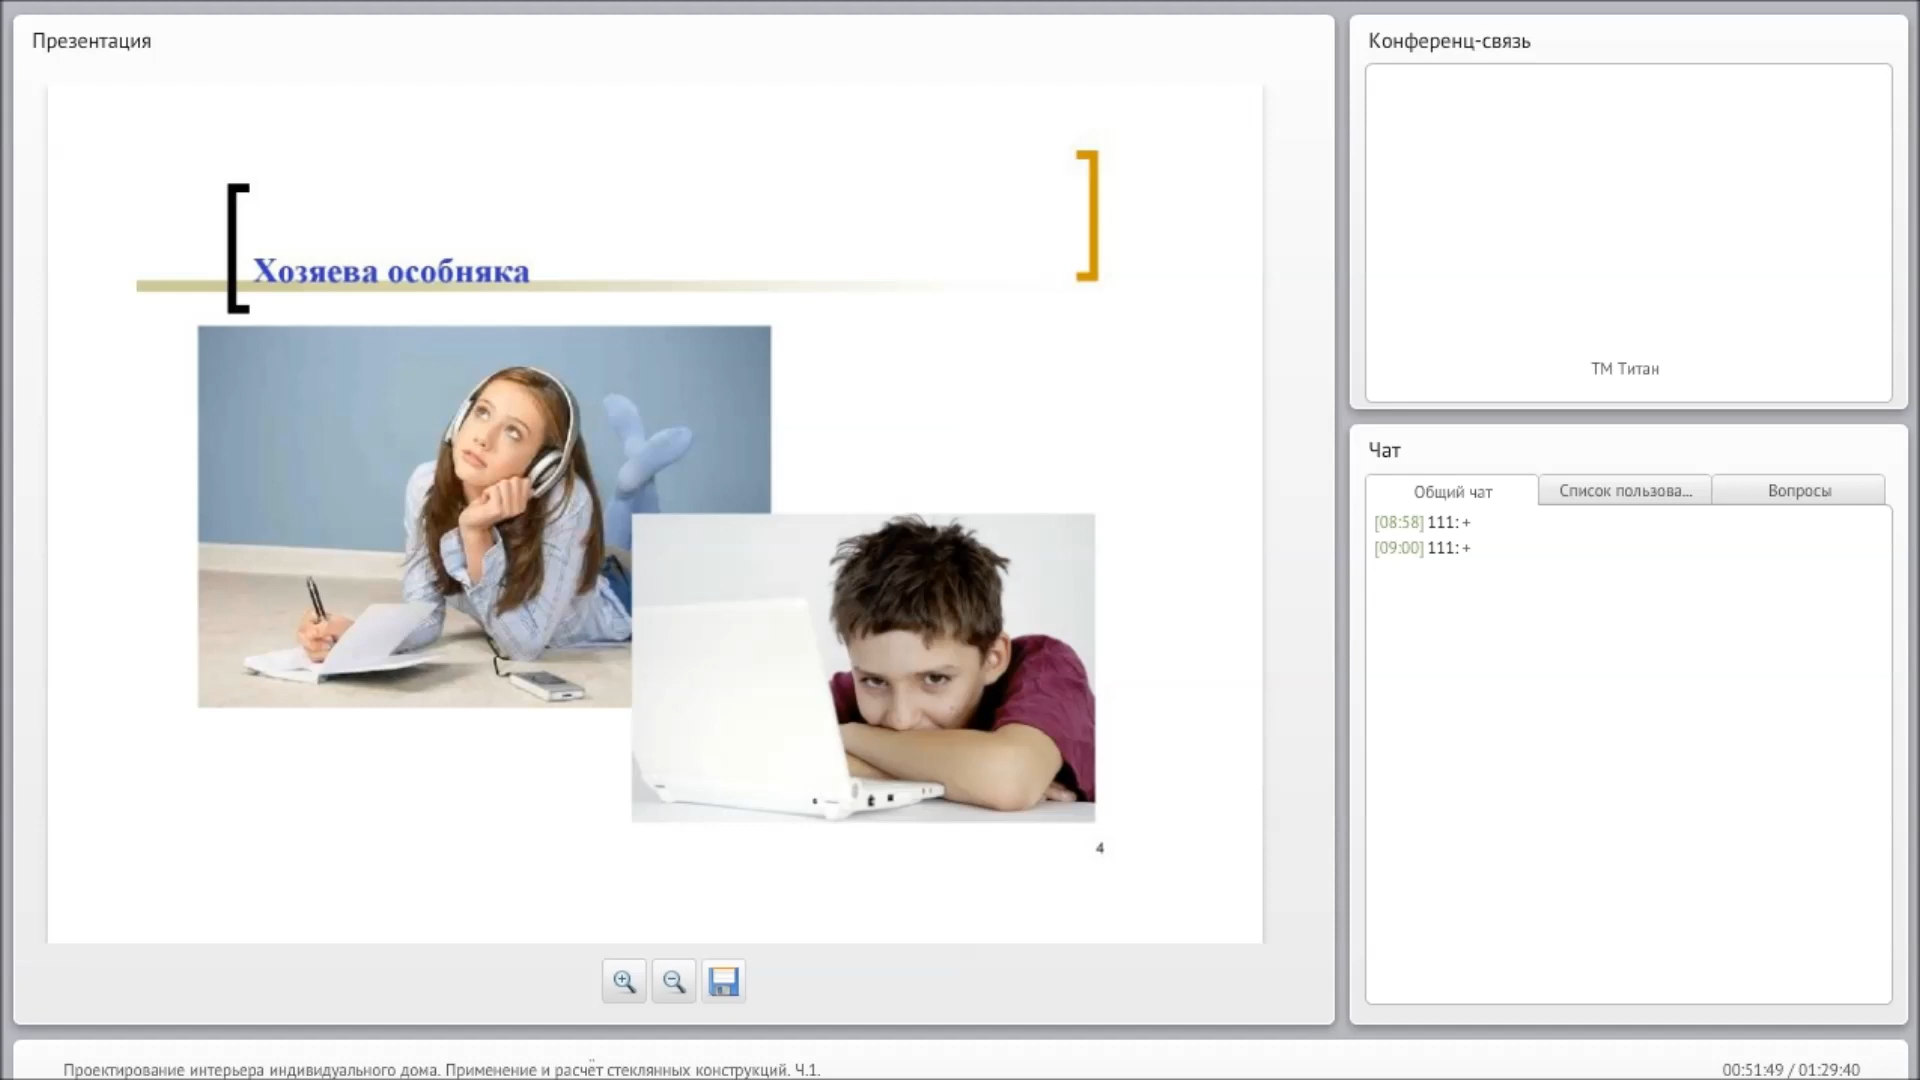 Презентация
Хозяева особняка
4
Конференц-связь
ТМ Титан
Чат
Общий чат
Список пользова...
Вопросы
[08:58] 111: +
[09:00] 111: +
Проектирование интерьера индивидуального дома. Применение и расчёт стеклянных конструкций. Ч.1.
00:51:49 / 01:29:40